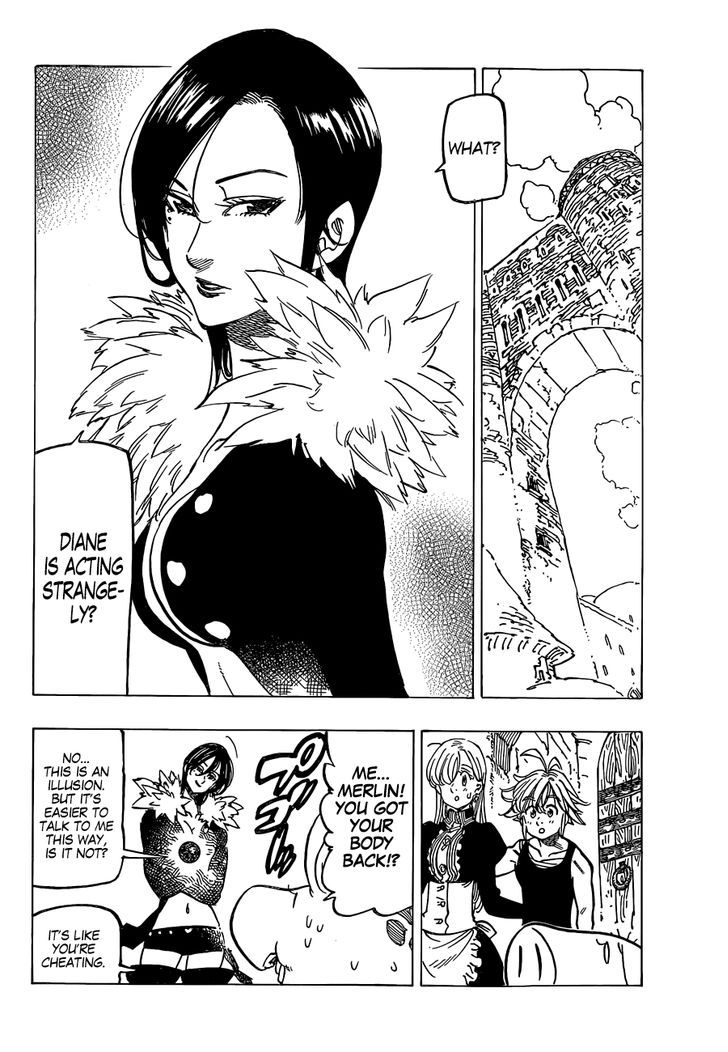 WHAT?
DIANE
IS ACTING
STRANGE-
LY?
ME...
MERLIN!
YOU GOT
YOUR
BODY
BACK!?
NO...
THIS IS AN
ILLUSION.
BUT IT'S
EASIER TO
TALK TO ME
THIS WAY,
IS IT NOT?
IT'S LIKE
YOU'RE
CHEATING.